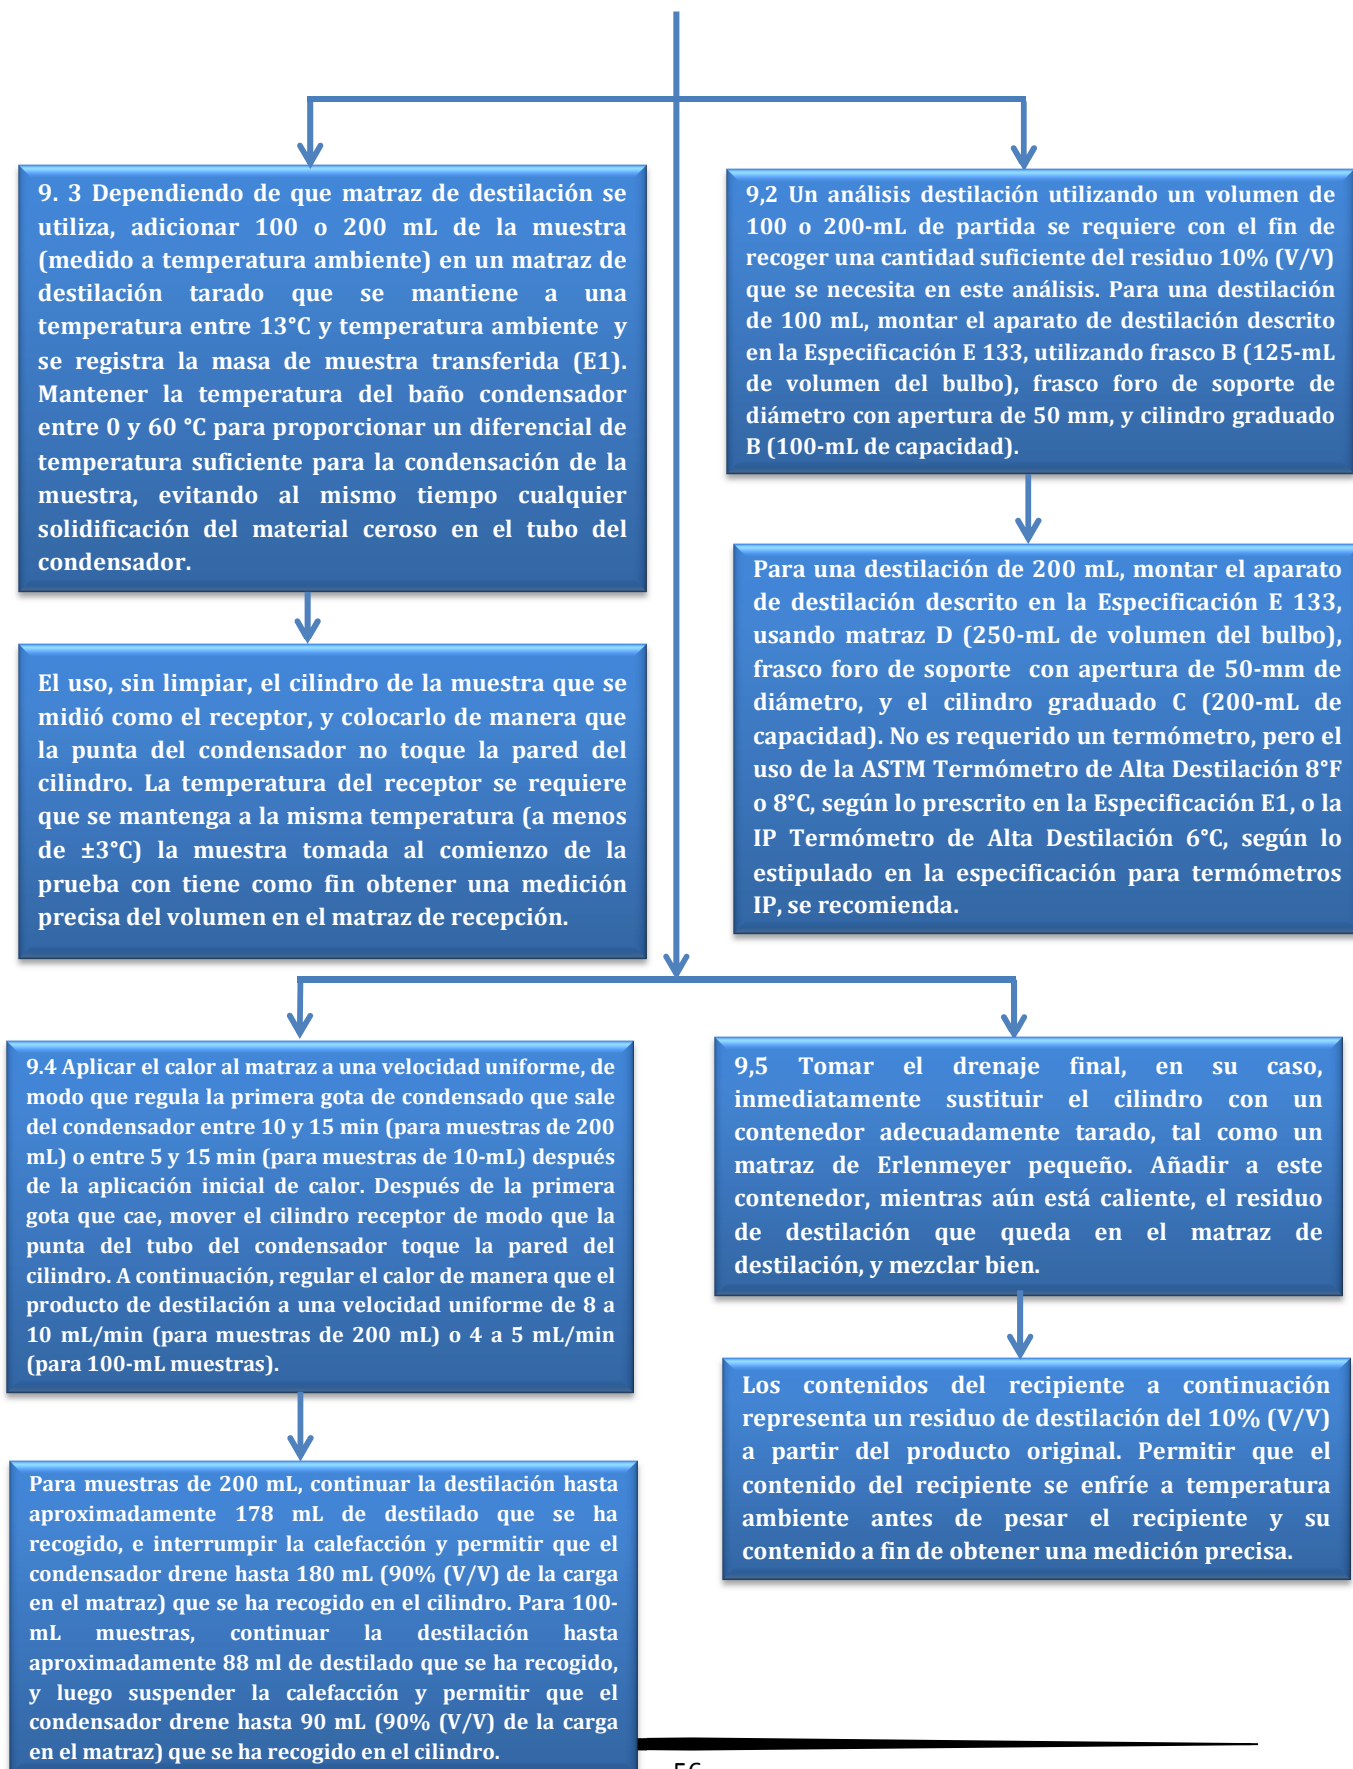 9. 3 Dependiendo de que matraz de destilación se
utiliza, adicionar 100 o 200 mL de la muestra
(medido a temperatura ambiente) en un matraz de
destilación tarado que se mantiene a una
temperatura entre 13°C y temperatura ambiente y
se registra la masa de muestra transferida (E1).
Mantener la temperatura del baño condensador
entre 0 y 60 °C para proporcionar un diferencial de
temperatura suficiente para la condensación de la
muestra, evitando al mismo tiempo cualquier
solidificación del material ceroso en el tubo del
condensador.
El uso, sin limpiar, el cilindro de la muestra que se
midió como el receptor, y colocarlo de manera que
la punta del condensador no toque la pared del
cilindro. La temperatura del receptor se requiere
que se mantenga a la misma temperatura (a menos
de ±3°C) la muestra tomada al comienzo de la
prueba con tiene como fin obtener una medición
precisa del volumen en el matraz de recepción.
9,2 Un análisis destilación utilizando un volumen de
100 o 200-mL de partida se requiere con el fin de
recoger una cantidad suficiente del residuo 10% (V/V)
que se necesita en este análisis. Para una destilación
de 100 mL, montar el aparato de destilación descrito
en la Especificación E 133, utilizando frasco B (125-mL
de volumen del bulbo), frasco foro de soporte de
diámetro con apertura de 50 mm, y cilindro graduado
B (100-mL de capacidad).
Para una destilación de 200 mL, montar el aparato
de destilación descrito en la Especificación E 133,
usando matraz D (250-mL de volumen del bulbo),
frasco foro de soporte con apertura de 50-mm de
diámetro, y el cilindro graduado C (200-mL de
capacidad). No es requerido un termómetro, pero el
uso de la ASTM Termómetro de Alta Destilación 8°F
o 8°C, según lo prescrito en la Especificación E1, o la
IP Termómetro de Alta Destilación 6°C, según lo
estipulado en la especificación para termómetros
IP, se recomienda.
9.4 Aplicar el calor al matraz a una velocidad uniforme, de
modo que regula la primera gota de condensado que sale
del condensador entre 10 y 15 min (para muestras de 200
mL) o entre 5 y 15 min (para muestras de 10-mL) después
de la aplicación inicial de calor. Después de la primera
gota que cae, mover el cilindro receptor de modo que la
punta del tubo del condensador toque la pared del
cilindro. A continuación, regular el calor de manera que el
producto de destilación a una velocidad uniforme de 8 a
10 mL/min (para muestras de 200 mL) o 4 a 5 mL/min
(para 100-mL muestras).
Para muestras de 200 mL, continuar la destilación hasta
aproximadamente 178 mL de destilado que se ha
recogido, e interrumpir la calefacción y permitir que el
condensador drene hasta 180 mL (90% (V/V) de la carga
en el matraz) que se ha recogido en el cilindro. Para 100-
mL muestras, continuar la destilación hasta
aproximadamente 88 ml de destilado que se ha recogido,
y luego suspender la calefacción y permitir que el
condensador drene hasta 90 mL (90% (V/V) de la carga
en el matraz) que se ha recogido en el cilindro.
9,5 Tomar el drenaje final, en su caso,
inmediatamente sustituir el cilindro con un
contenedor adecuadamente tarado, tal como un
matraz de Erlenmeyer pequeño. Añadir a este
contenedor, mientras aún está caliente, el residuo
de destilación que queda en el matraz de
destilación, y mezclar bien.
Los contenidos del recipiente a continuación
representa un residuo de destilación del 10% (V/V)
a partir del producto original. Permitir que el
contenido del recipiente se enfríe a temperatura
ambiente antes de pesar el recipiente y su
contenido a fin de obtener una medición precisa.